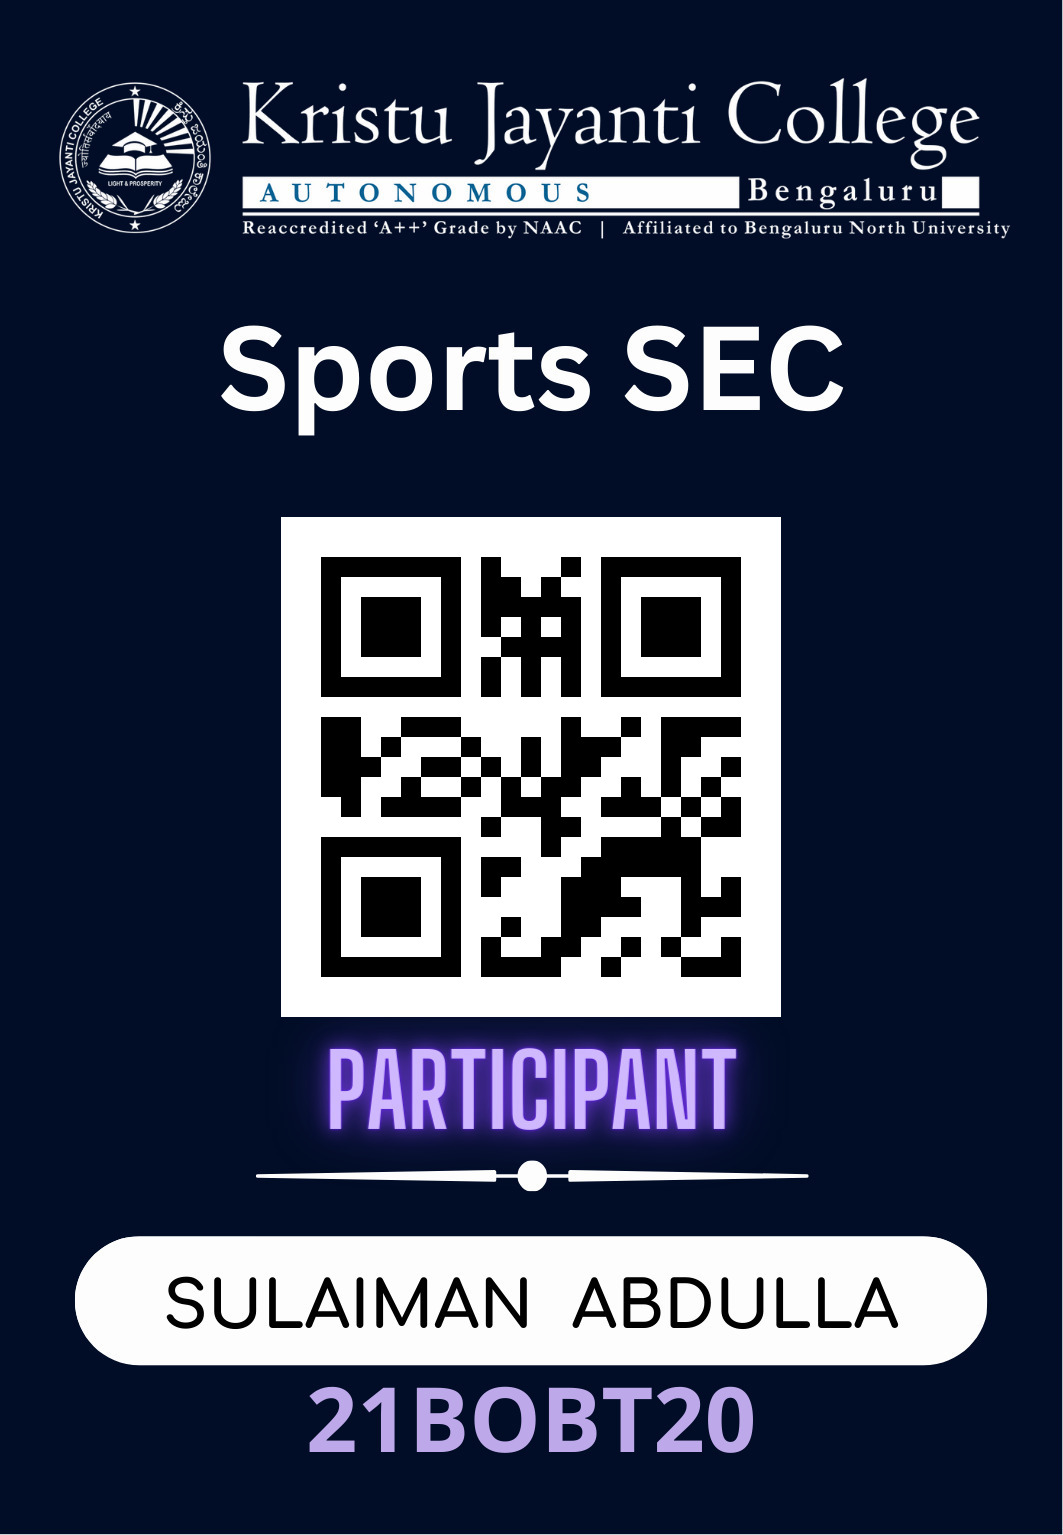 Kristu Jayanti College
AUTONOMOUS Bengaluru
Reaccredited ‘A++’ Grade by NAAC | Affiliated to Bengaluru North University
KRISTU JAYANTI COLLEGE
LIGHT & PROSPERITY
Sports SEC
PARTICIPANT
SULAIMAN ABDULLA
21BOBT20